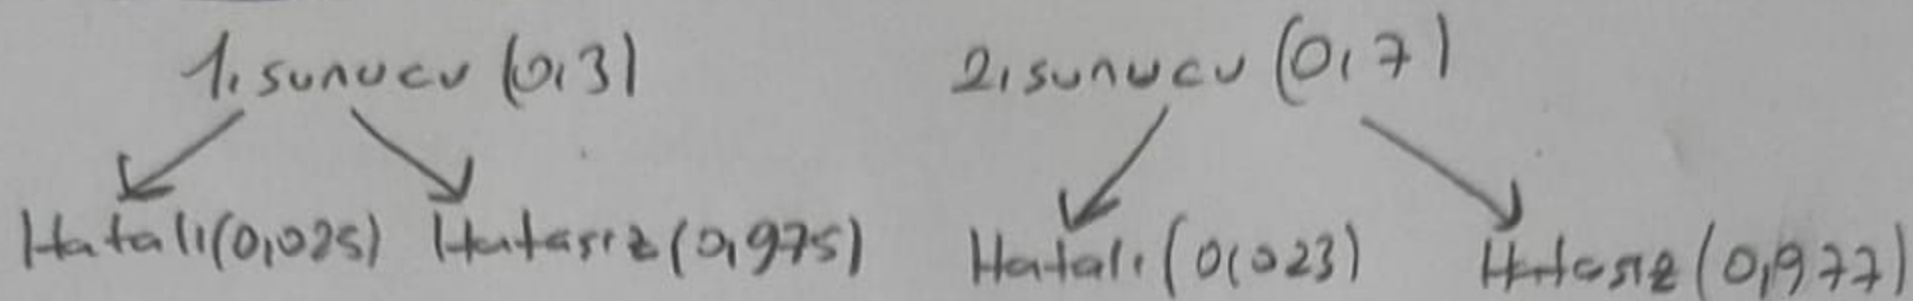 1. sunucu (0,3) 2. sunucu (0,7)
Hatalı (0,025) Hatasız (0,975) Hatalı (0,023) Hatasız (0,977)